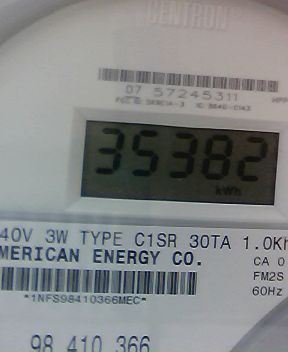 CENTRON
07 57245311
35382
kWh
40V 3W TYPE C1SR 30TA 1.0Kh
MERICAN ENERGY CO.
CA 0
FM2S
*1NFS98410366MEC*
60Hz
98 410 366